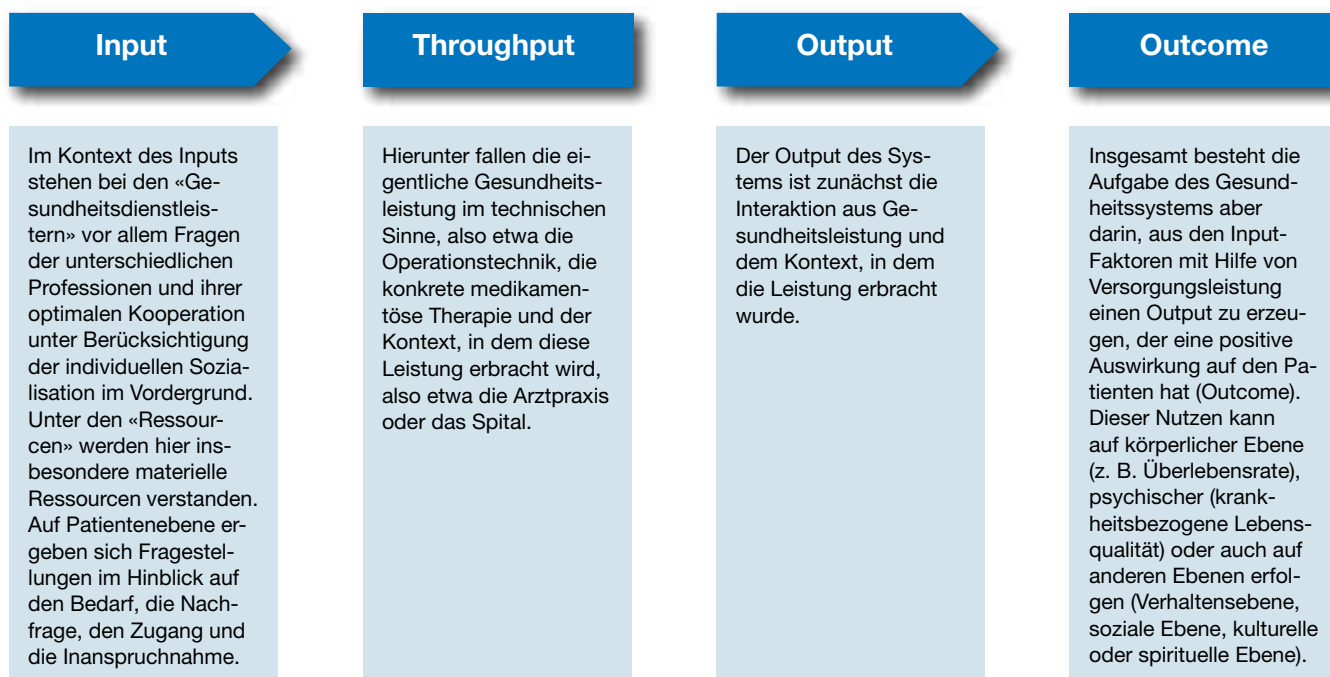 Input
Im Kontext des Inputs
stehen bei den «Ge-
sundheitsdienstleis-
tern» vor allem Fragen
der unterschiedlichen
Professionen und ihrer
optimalen Kooperation
unter Berücksichtigung
der individuellen Sozia-
lisation im Vordergrund.
Unter den «Ressour-
cen» werden hier ins-
besondere materielle
Ressourcen verstanden.
Auf Patientenebene er-
geben sich Fragestel-
lungen im Hinblick auf
den Bedarf, die Nach-
frage, den Zugang und
die Inanspruchnahme.
Throughput
Hierunter fallen die ei-
gentliche Gesundheits-
leistung im technischen
Sinne, also etwa die
Operationstechnik, die
konkrete medikamen-
töse Therapie und der
Kontext, in dem diese
Leistung erbracht wird,
also etwa die Arztpraxis
oder das Spital.
Output
Der Output des Sys-
tems ist zunächst die
Interaktion aus Ge-
sundheitsleistung und
dem Kontext, in dem
die Leistung erbracht
wurde.
Outcome
Insgesamt besteht die
Aufgabe des Gesund-
heitssystems aber
darin, aus den Input-
Faktoren mit Hilfe von
Versorgungsleistung
einen Output zu erzeu-
gen, der eine positive
Auswirkung auf den Pa-
tienten hat (Outcome).
Dieser Nutzen kann
auf körperlicher Ebene
(z. B. Überlebensrate),
psychischer (krank-
heitsbezogene Lebens-
qualität) oder auch auf
anderen Ebenen erfol-
gen (Verhaltensebene,
soziale Ebene, kulturelle
oder spirituelle Ebene).